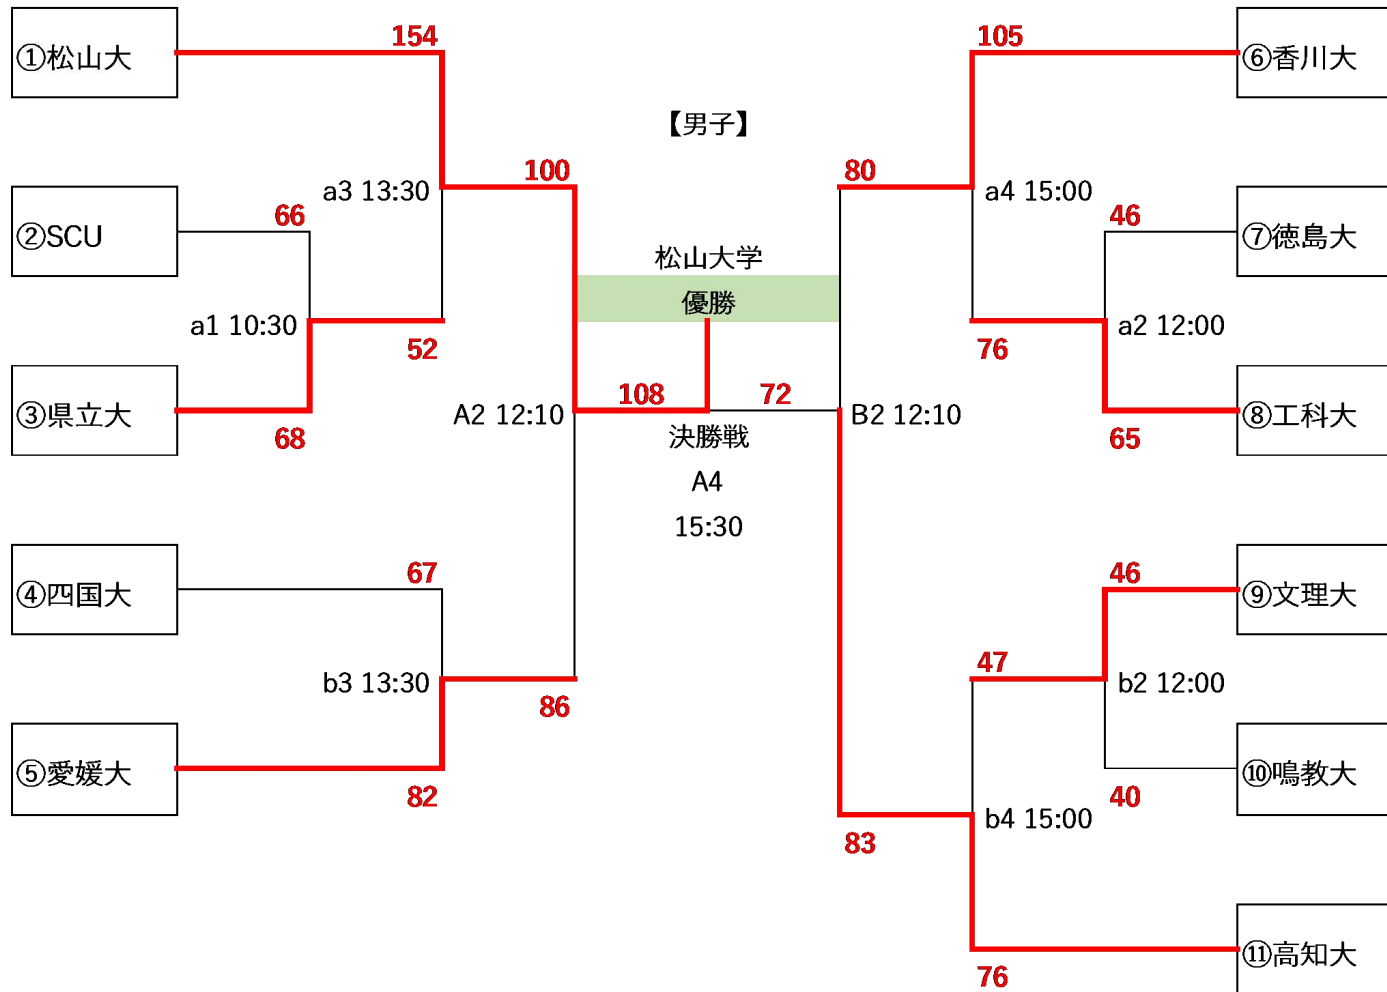 154
105
①松山大
⑥香川大
【男子】
100
80
a3 13:30
a4 15:00
66
46
②SCU
⑦徳島大
松山大学
優勝
a1 10:30
a2 12:00
52
76
108
72
③県立大
A2 12:10
B2 12:10
⑧工科大
68
決勝戦
65
A4
15:30
67
46
④四国大
⑨文理大
47
b3 13:30
b2 12:00
86
⑤愛媛大
⑩鳴教大
82
40
b4 15:00
83
⑪高知大
76